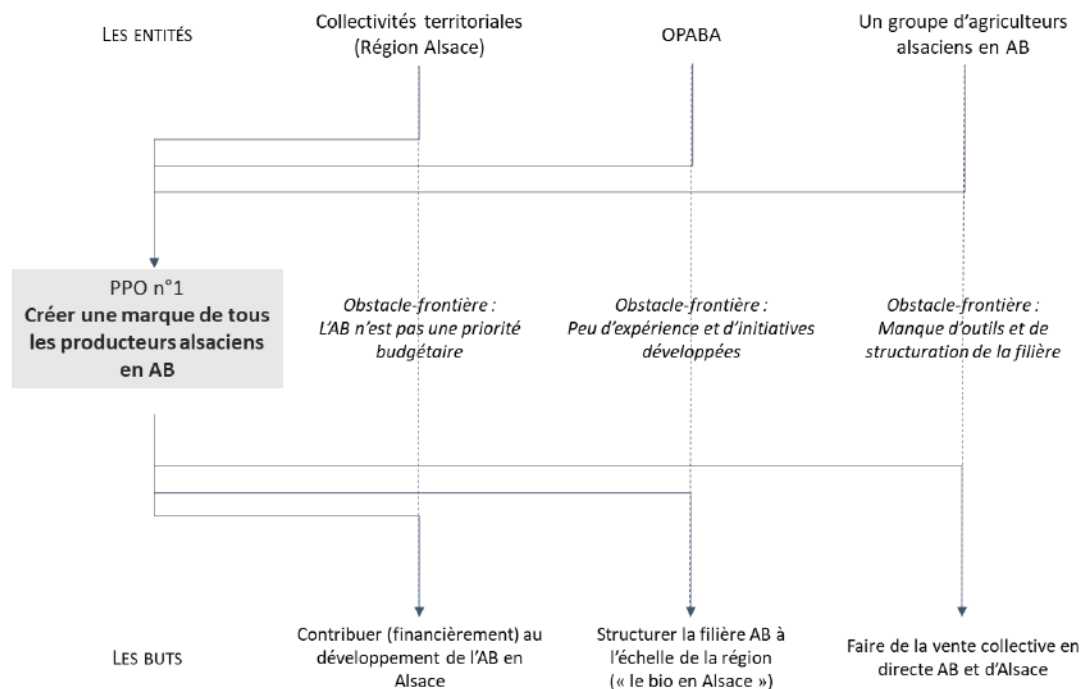 LES ENTITÉS
Collectivités territoriales
(Région Alsace)
OPABA
Un groupe d'agriculteurs
alsaciens en AB
PPO n°1
Créer une marque de tous
les producteurs alsaciens
en AB
Obstacle-frontière :
L'AB n'est pas une priorité
budgétaire
Obstacle-frontière :
Peu d'expérience et d'initiatives
développées
Obstacle-frontière :
Manque d'outils et de
structuration de la filière
LES BUTS
Contribuer (financièrement) au
développement de l'AB en
Alsace
Structurer la filière AB à
l'échelle de la région
(« le bio en Alsace »)
Faire de la vente collective en
directe AB et d'Alsace